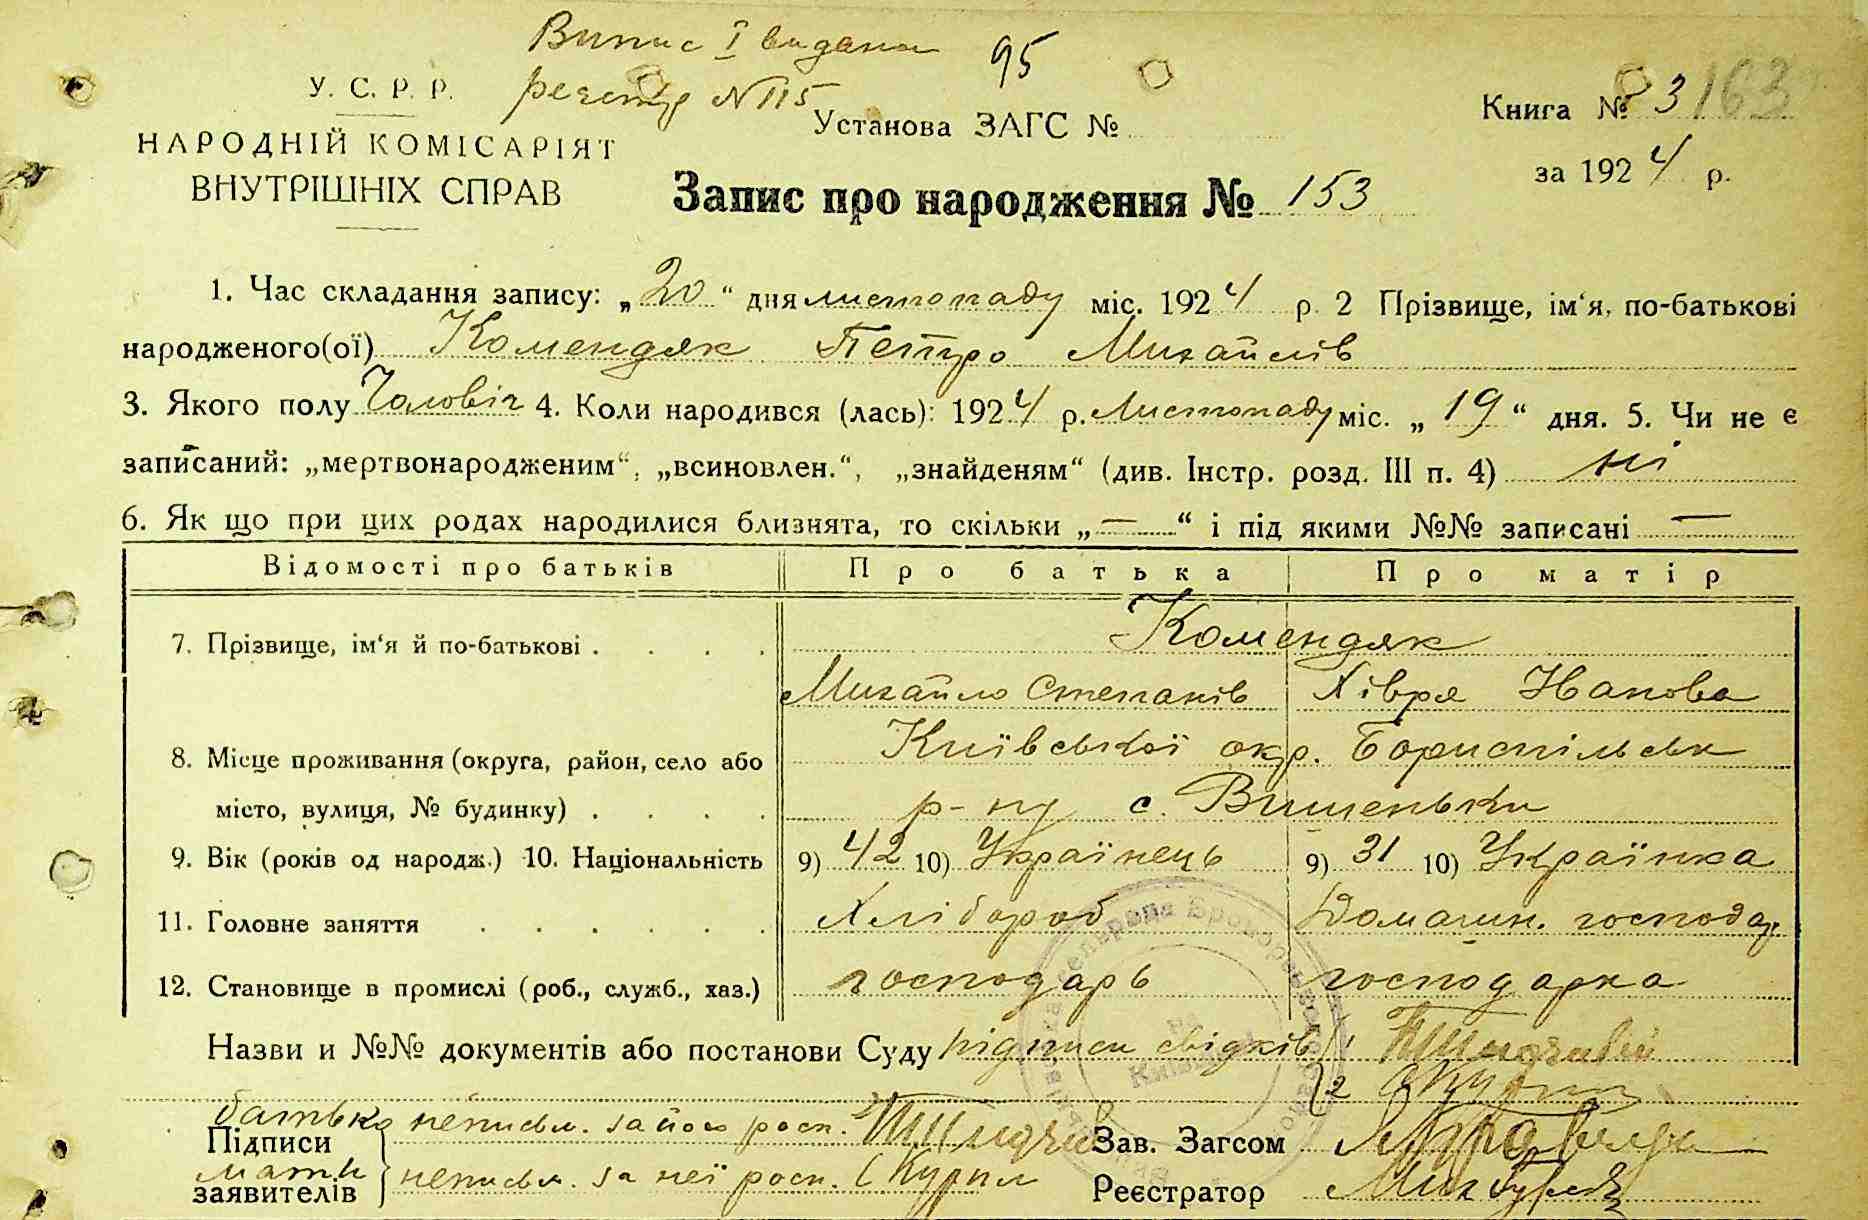 Випис І видана 95
реєстр № 115
У. С. Р. Р.
НАРОДНІЙ КОМІСАРІЯТ
ВНУТРІШНІХ СПРАВ
Установа ЗАГС №
Книга № 3 163
за 1924 р.
Запис про народження № 153
1. Час складання запису: „20“ дня листопаду міс. 1924 р. 2 Прізвище, ім‘я, по-батькові
народженого(ої) Комендяк Петро Михайлів
3. Якого полу Чоловіч 4. Коли народився (лась): 1924 р. Листопаду міс. „19“ дня. 5. Чи не є
записаний: „мертвонародженим“, „всиновлен.“, „знайденям“ (див. Інстр. розд. III п. 4) ні
6. Як що при цих родах народилися близнята, то скільки „—“ і під якими №№ записані —
Відомості про батьків Про батька Про матір
7. Прізвище, ім‘я й по-батькові Комендяк
Михайло Степанів Хівря Іванова
8. Місце проживання (округа, район, село або Київської окр. Бориспільськ
місто, вулиця, № будинку) р-ну с. Вишеньки
9. Вік (років од народж.) 10. Національність 9) 42 10) Українець 9) 31 10) Українка
11. Головне заняття Хлібороб Домашн. господар.
12. Становище в промислі (роб., служб., хаз.) господарь господарка
Назви и №№ документів або постанови Суду підписи свідків 1
2
батько неписьм. за його росп.
Підписи Зав. Загсом
мати неписьм. за неї росп.
заявителів Реєстратор